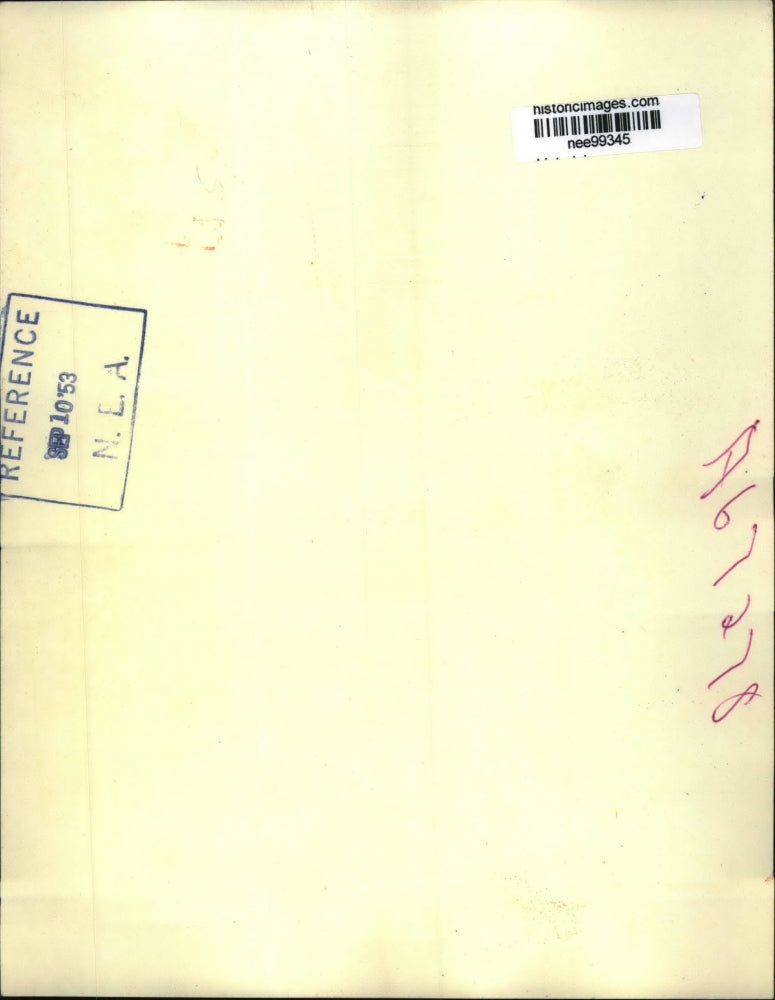 historicimages.com
nee99345
REFERENCE
SEP 10 '53
N. E. A.